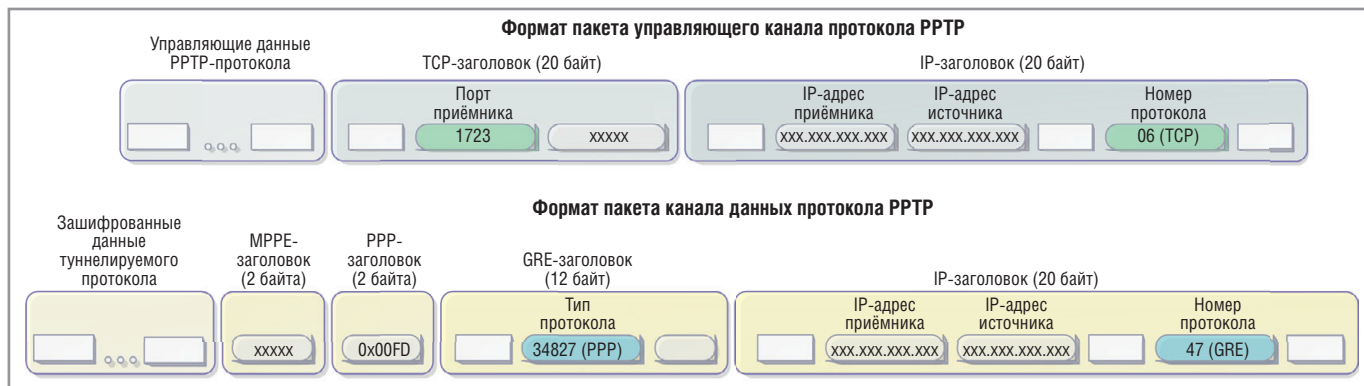 Формат пакета управляющего канала протокола PPTP
Управляющие данные
PPTP-протокола
TCP-заголовок (20 байт)
IP-заголовок (20 байт)
Порт
приёмника
1723
xxxxx
IP-адрес
приёмника
xxx.xxx.xxx.xxx
IP-адрес
источника
xxx.xxx.xxx.xxx
Номер
протокола
06 (TCP)
Формат пакета канала данных протокола PPTP
Зашифрованные
данные
туннелируемого
протокола
MPPE-
заголовок
(2 байта)
PPP-
заголовок
(2 байта)
GRE-заголовок
(12 байт)
IP-заголовок (20 байт)
xxxxx
0x00FD
Тип
протокола
34827 (PPP)
IP-адрес
приёмника
xxx.xxx.xxx.xxx
IP-адрес
источника
xxx.xxx.xxx.xxx
Номер
протокола
47 (GRE)